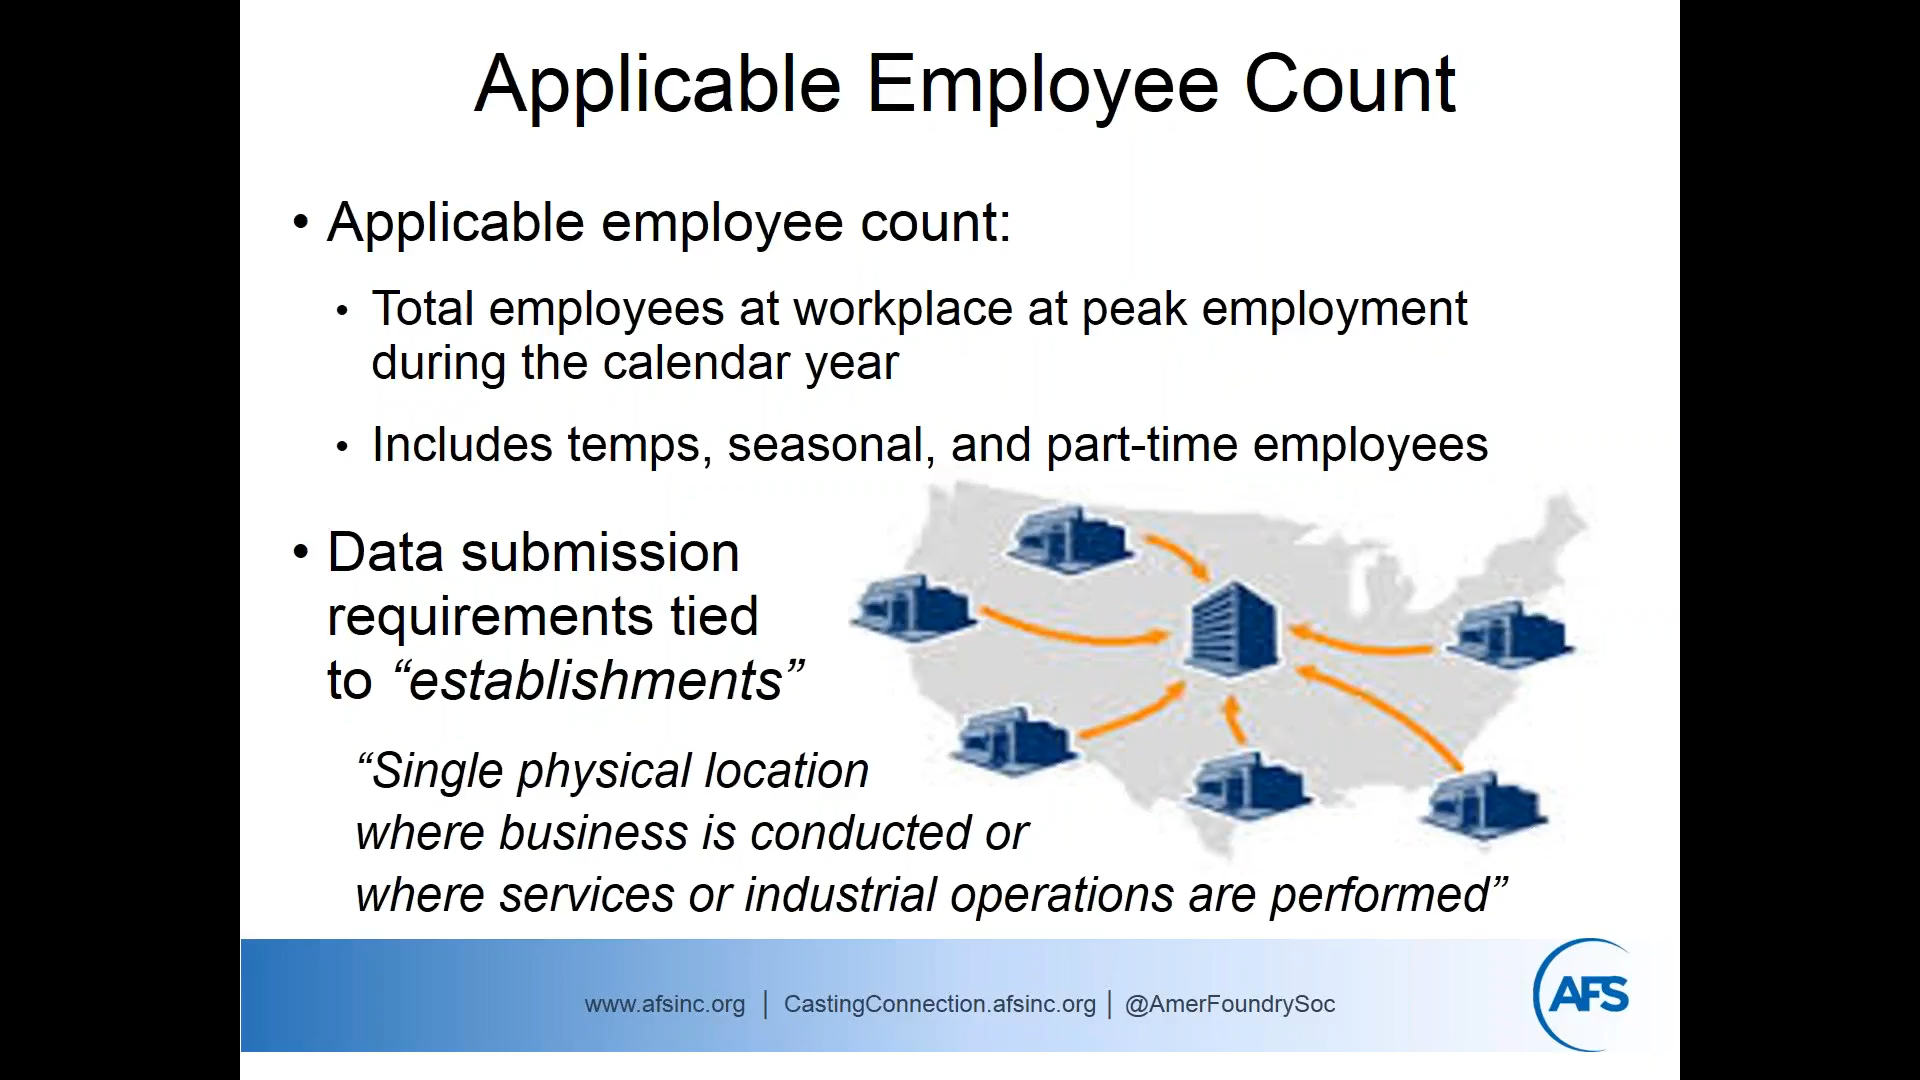 Applicable Employee Count
• Applicable employee count:
• Total employees at workplace at peak employment
during the calendar year
• Includes temps, seasonal, and part-time employees
• Data submission
requirements tied
to “establishments”
“Single physical location
where business is conducted or
where services or industrial operations are performed”
www.afsinc.org | CastingConnection.afsinc.org | @AmerFoundrySoc
AFS